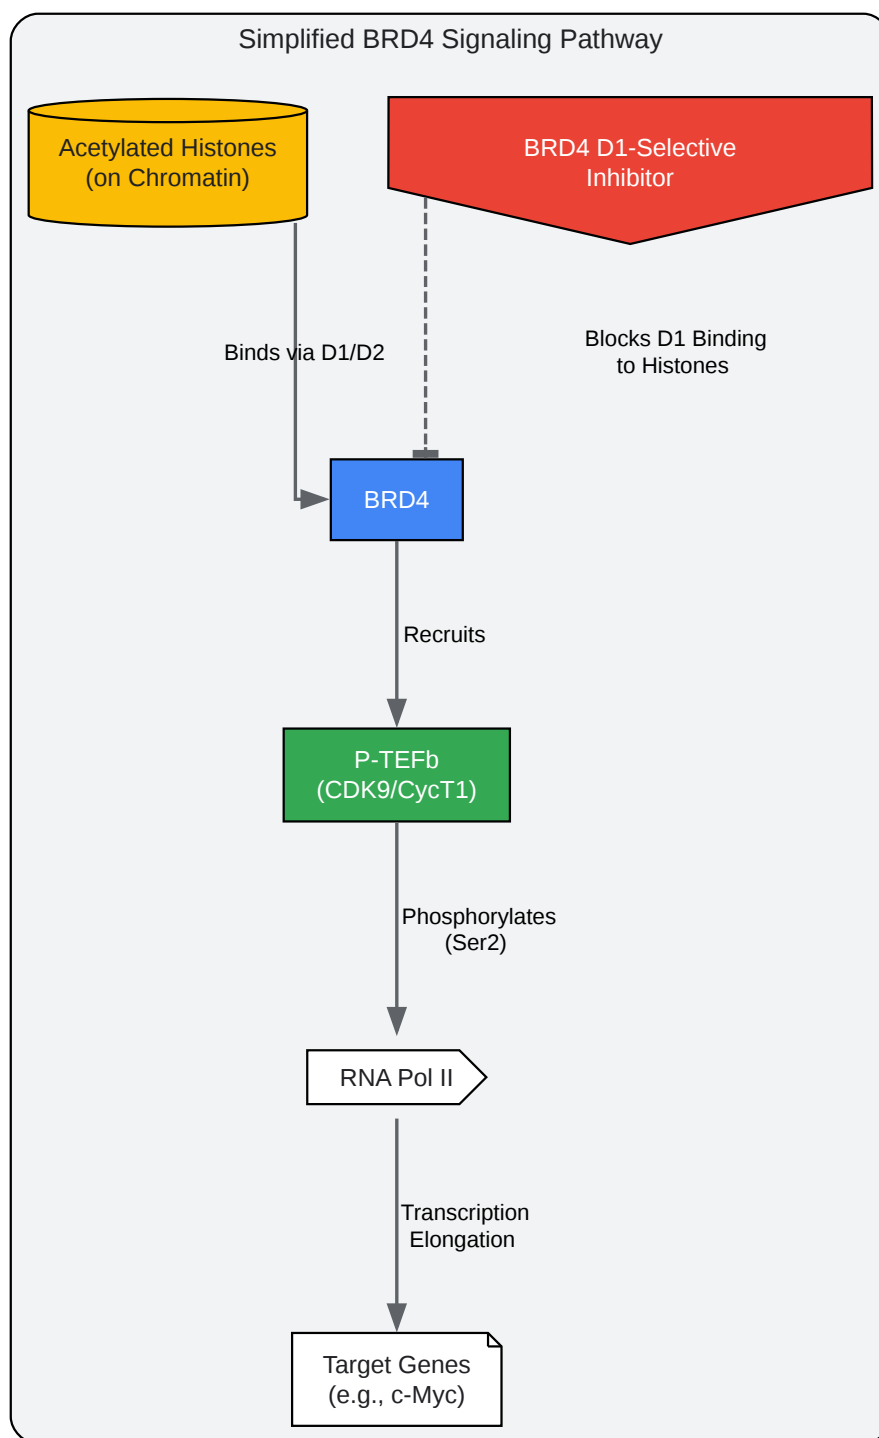 Simplified BRD4 Signaling Pathway
Acetylated Histones
(on Chromatin)
BRD4 D1-Selective
Inhibitor
Binds via D1/D2
Blocks D1 Binding
to Histones
BRD4
Recruits
P-TEFb
(CDK9/CycT1)
Phosphorylates
(Ser2)
RNA Pol II
Transcription
Elongation
Target Genes
(e.g., c-Myc)